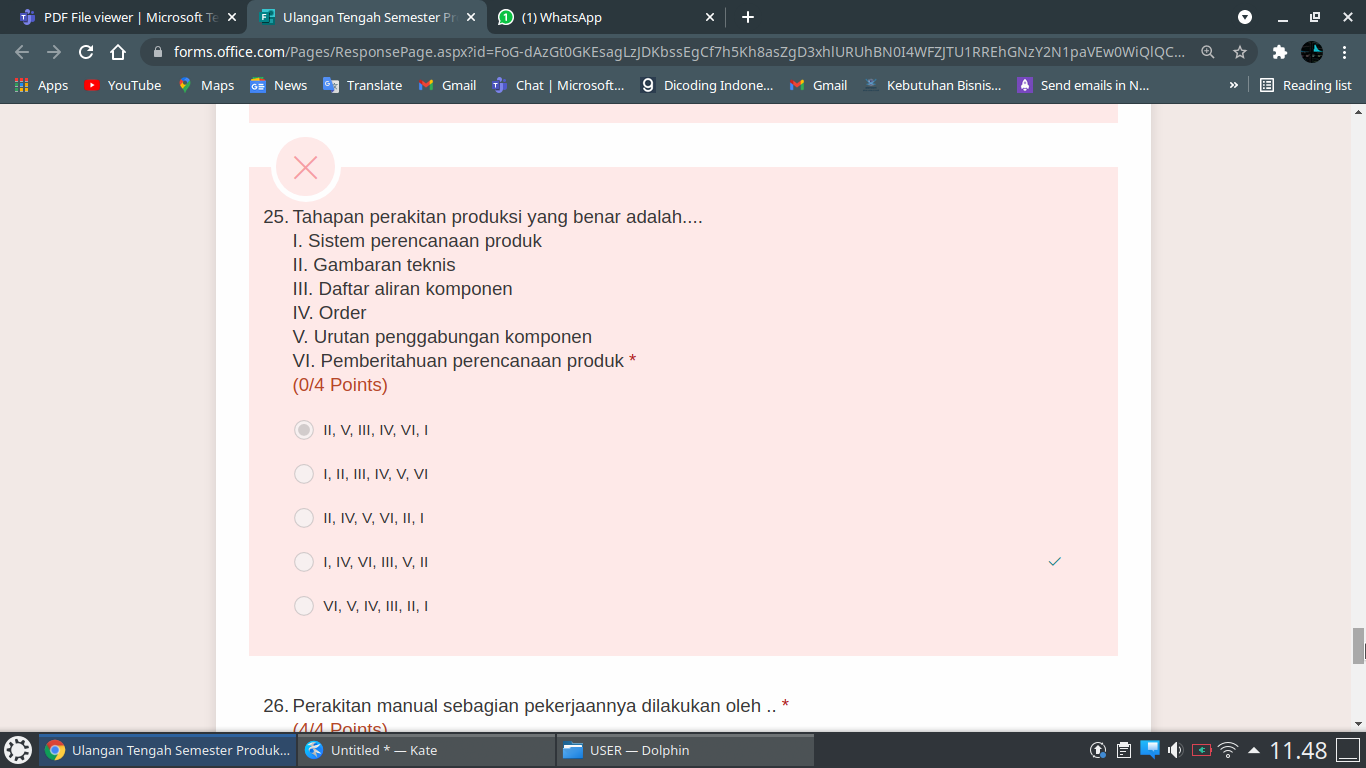 PDF File viewer | Microsoft Te
Ulangan Tengah Semester Pr
(1) WhatsApp
forms.office.com/Pages/ResponsePage.aspx?id=FoG-dAzGt0GKEsagLzJDKbssEgCf7h5Kh8asZgD3xhlURUhBN0I4WFZJTU1RREhGNzY2N1paVEw0WiQlQC...
Apps
YouTube
Maps
News
Translate
Gmail
Chat | Microsoft...
Dicoding Indone...
Gmail
Kebutuhan Bisnis...
Send emails in N...
»
Reading list
25. Tahapan perakitan produksi yang benar adalah....
I. Sistem perencanaan produk
II. Gambaran teknis
III. Daftar aliran komponen
IV. Order
V. Urutan penggabungan komponen
VI. Pemberitahuan perencanaan produk *
(0/4 Points)
II, V, III, IV, VI, I
I, II, III, IV, V, VI
II, IV, V, VI, II, I
I, IV, VI, III, V, II
VI, V, IV, III, II, I
26. Perakitan manual sebagian pekerjaannya dilakukan oleh .. *
(4/4 Points)
Ulangan Tengah Semester Produk...
Untitled * — Kate
USER — Dolphin
11.48